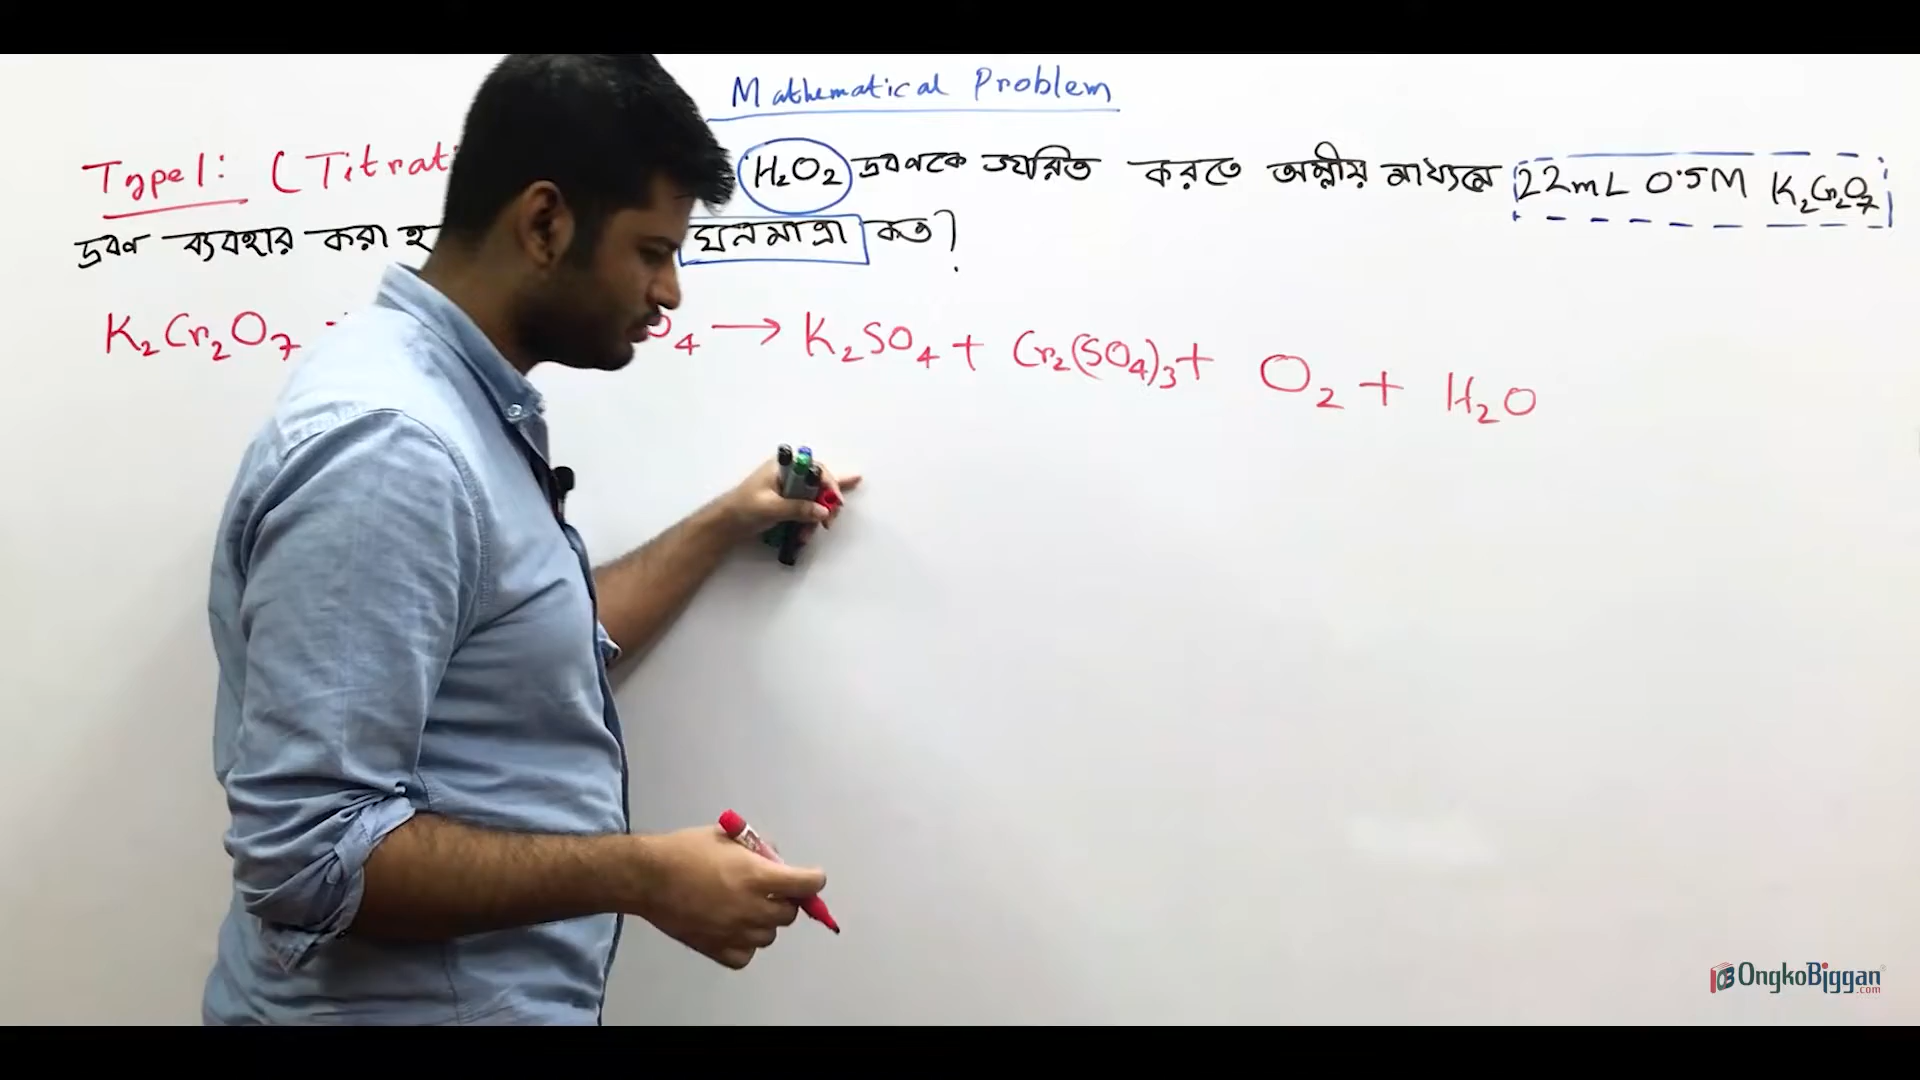 Mathematical Problem
Type1: (Titrati H₂O₂ দ্রবণকে জারিত করতে অম্লীয় মাধ্যমে 22mL 0.5M K₂Cr₂O₇
দ্রবণ ব্যবহার করা হ ঘনমাত্রা কত?
K₂Cr₂O₇ + O₄ → K₂SO₄ + Cr₂(SO₄)₃ + O₂ + H₂O
OngkoBiggan.com